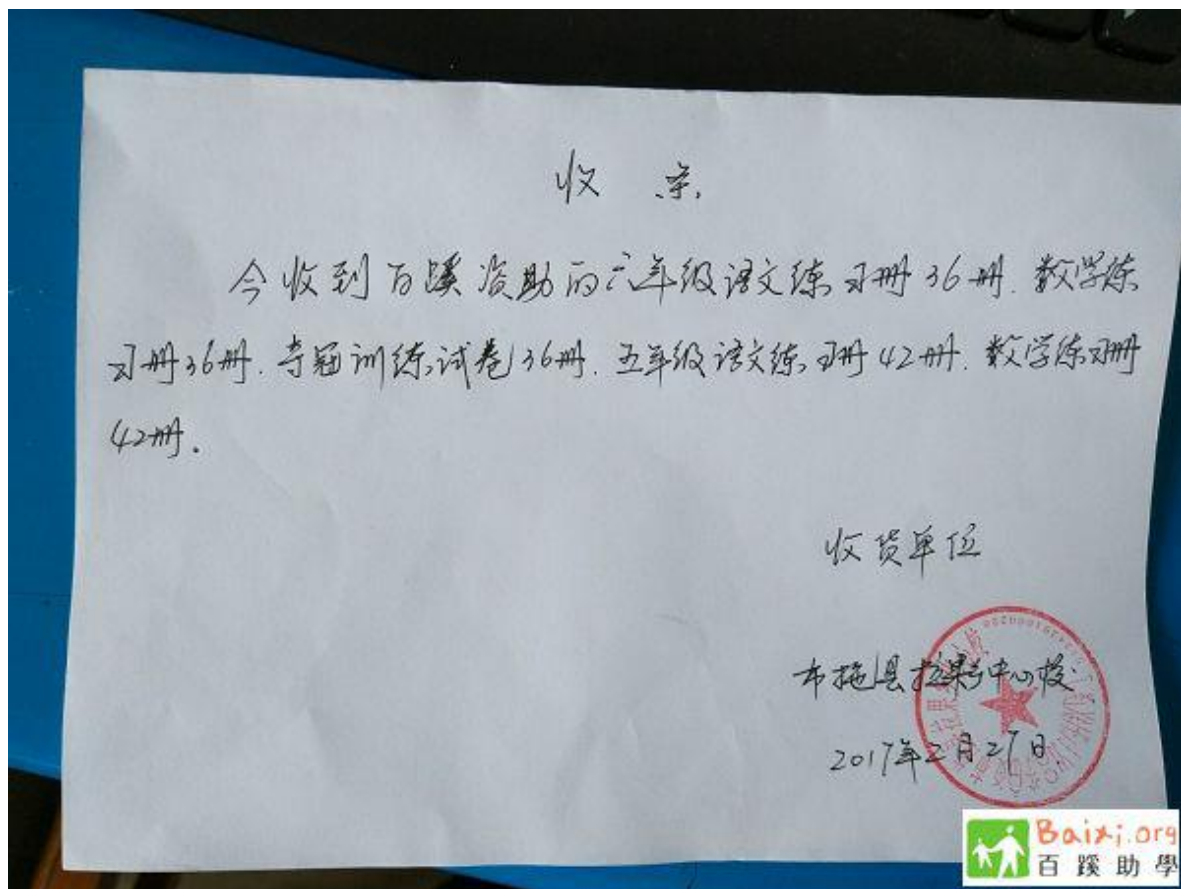 收 条
今收到百蹊资助的六年级语文练习册36册.数学练
习册36册.夺冠训练试卷36册.五年级语文练习册42册.数学练习册
42册.
收货单位
布拖县拉果乡中心校
2017年2月27日
Baixi.org
百蹊助學